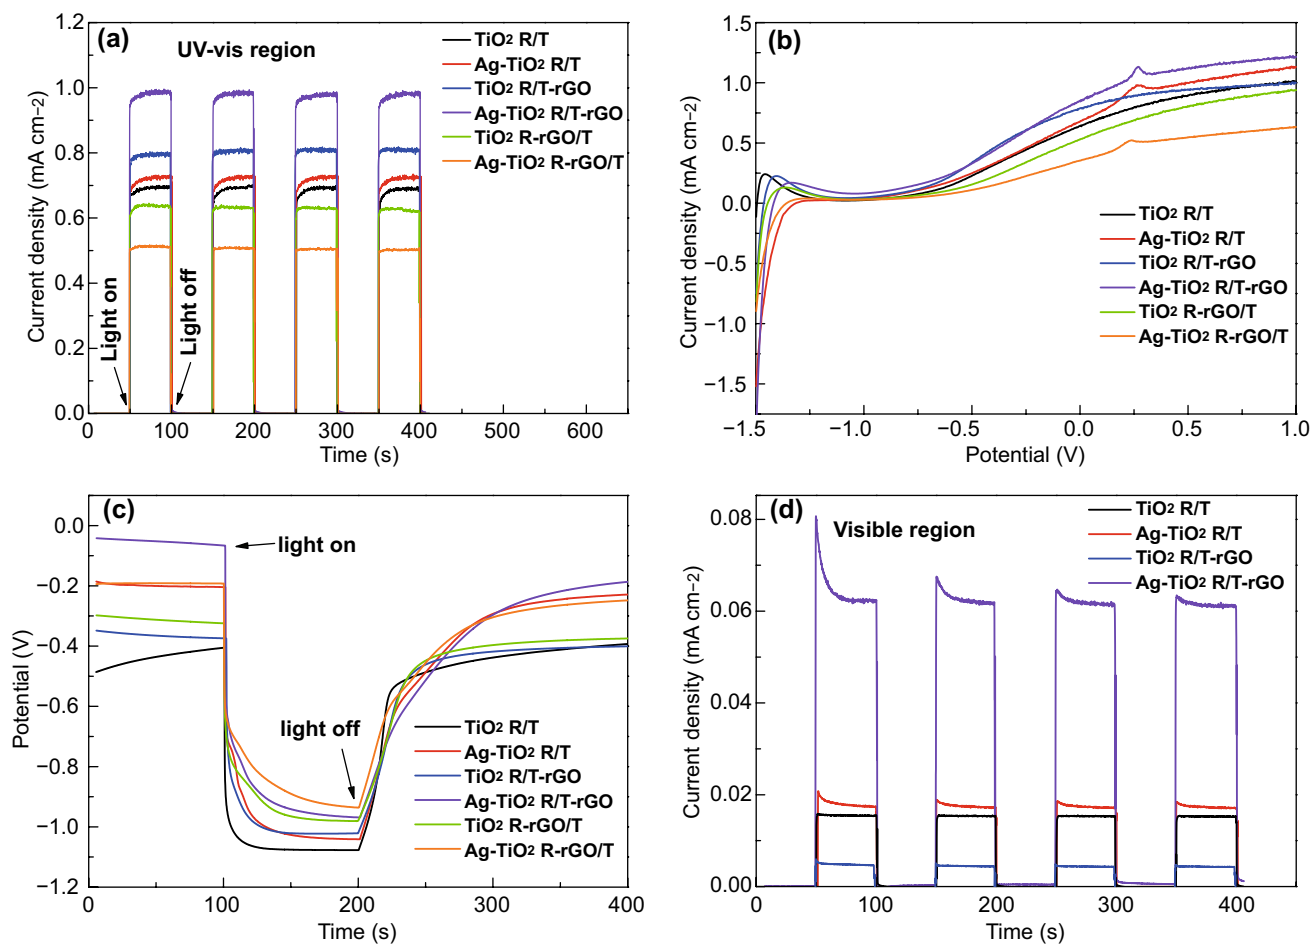 (a)
UV-vis region
TiO2 R/T
Ag-TiO2 R/T
TiO2 R/T-rGO
Ag-TiO2 R/T-rGO
TiO2 R-rGO/T
Ag-TiO2 R-rGO/T
Light on
Light off
Current density (mA cm−2)
1.2
1.0
0.8
0.6
0.4
0.2
0.0
0 100 200 300 400 500 600
Time (s)
(b)
TiO2 R/T
Ag-TiO2 R/T
TiO2 R/T-rGO
Ag-TiO2 R/T-rGO
TiO2 R-rGO/T
Ag-TiO2 R-rGO/T
Current density (mA cm−2)
1.5
1.0
0.5
0.0
−0.5
−1.0
−1.5
−1.5 −1.0 −0.5 0.0 0.5 1.0
Potential (V)
(c)
light on
light off
TiO2 R/T
Ag-TiO2 R/T
TiO2 R/T-rGO
Ag-TiO2 R/T-rGO
TiO2 R-rGO/T
Ag-TiO2 R-rGO/T
Potential (V)
0.0
−0.2
−0.4
−0.6
−0.8
−1.0
−1.2
0 100 200 300 400
Time (s)
(d)
Visible region
TiO2 R/T
Ag-TiO2 R/T
TiO2 R/T-rGO
Ag-TiO2 R/T-rGO
Current density (mA cm−2)
0.08
0.06
0.04
0.02
0.00
0 100 200 300 400
Time (s)